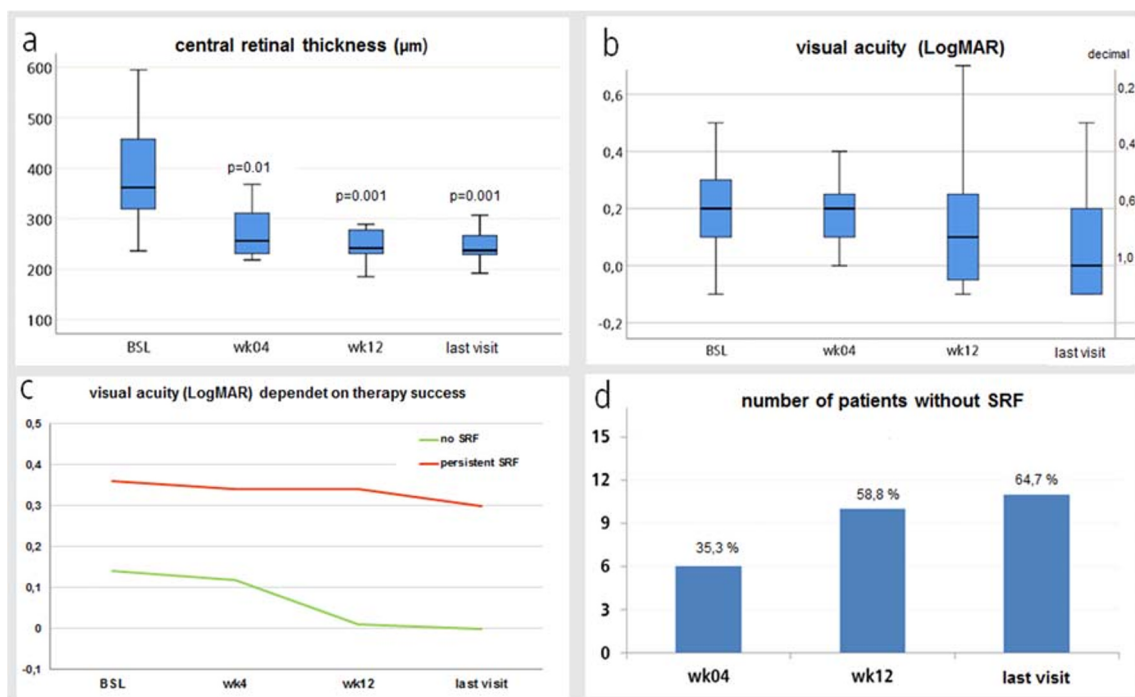 a
central retinal thickness (µm)
600
500
400
300
200
100
p=0.01
p=0.001
p=0.001
BSL
wk04
wk12
last visit
b
visual acuity (LogMAR)
decimal
0,6
0,4
0,2
0,0
-0,2
0,2
0,4
0,6
1,0
BSL
wk04
wk12
last visit
c
visual acuity (LogMAR) dependet on therapy success
0,5
0,4
0,3
0,2
0,1
0
-0,1
no SRF
persistent SRF
BSL
wk4
wk12
last visit
d
number of patients without SRF
15
12
9
6
3
0
35,3 %
58,8 %
64,7 %
wk04
wk12
last visit